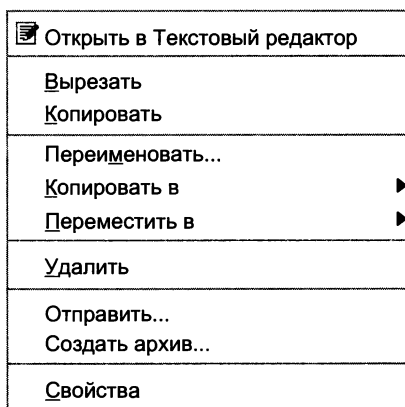 Открыть в Текстовый редактор
Вырезать
Копировать
Переименовать...
Копировать в
Переместить в
Удалить
Отправить...
Создать архив...
Свойства